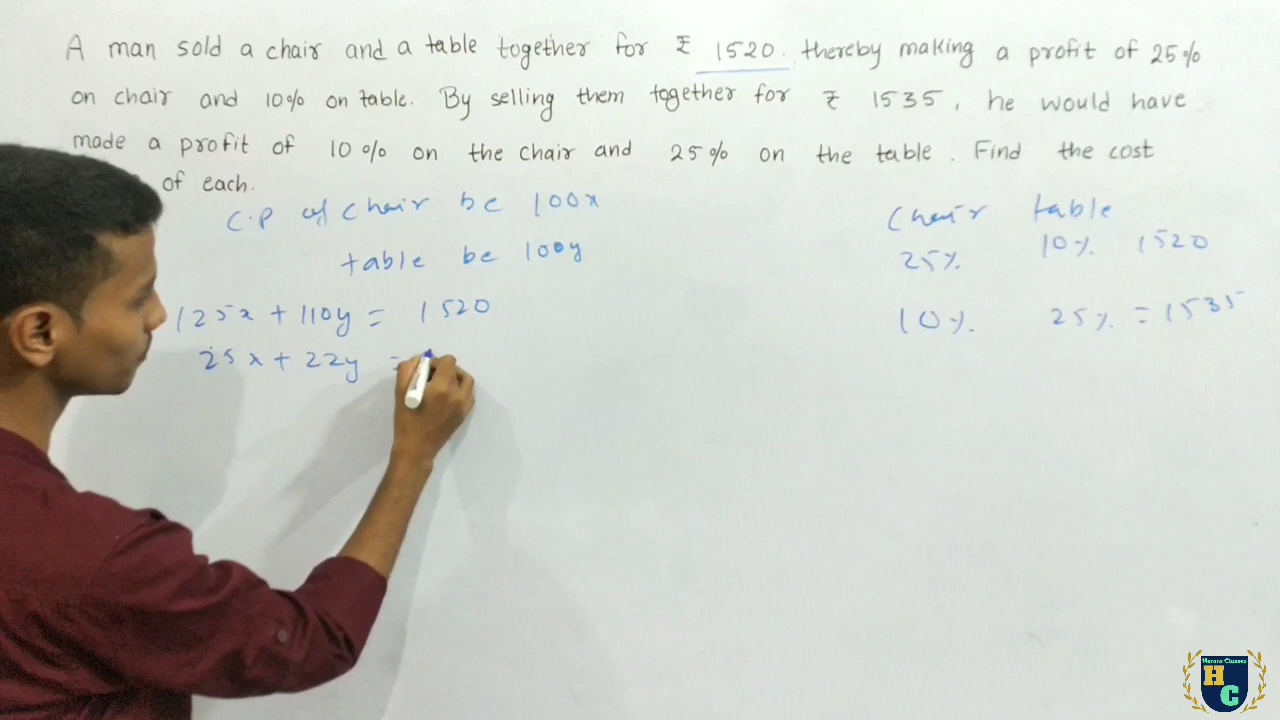 A man sold a chair and a table together for ₹ 1520. thereby making a profit of 25%
on chair and 10% on table. By selling them together for ₹ 1535, he would have
made a profit of 10% on the chair and 25% on the table. Find the cost
of each.
C.P of chair be 100x
table be 100y
125x + 110y = 1520
25x + 22y =
Chair table
25% 10% 1520
10% 25% = 1535
Herons Classes
HC